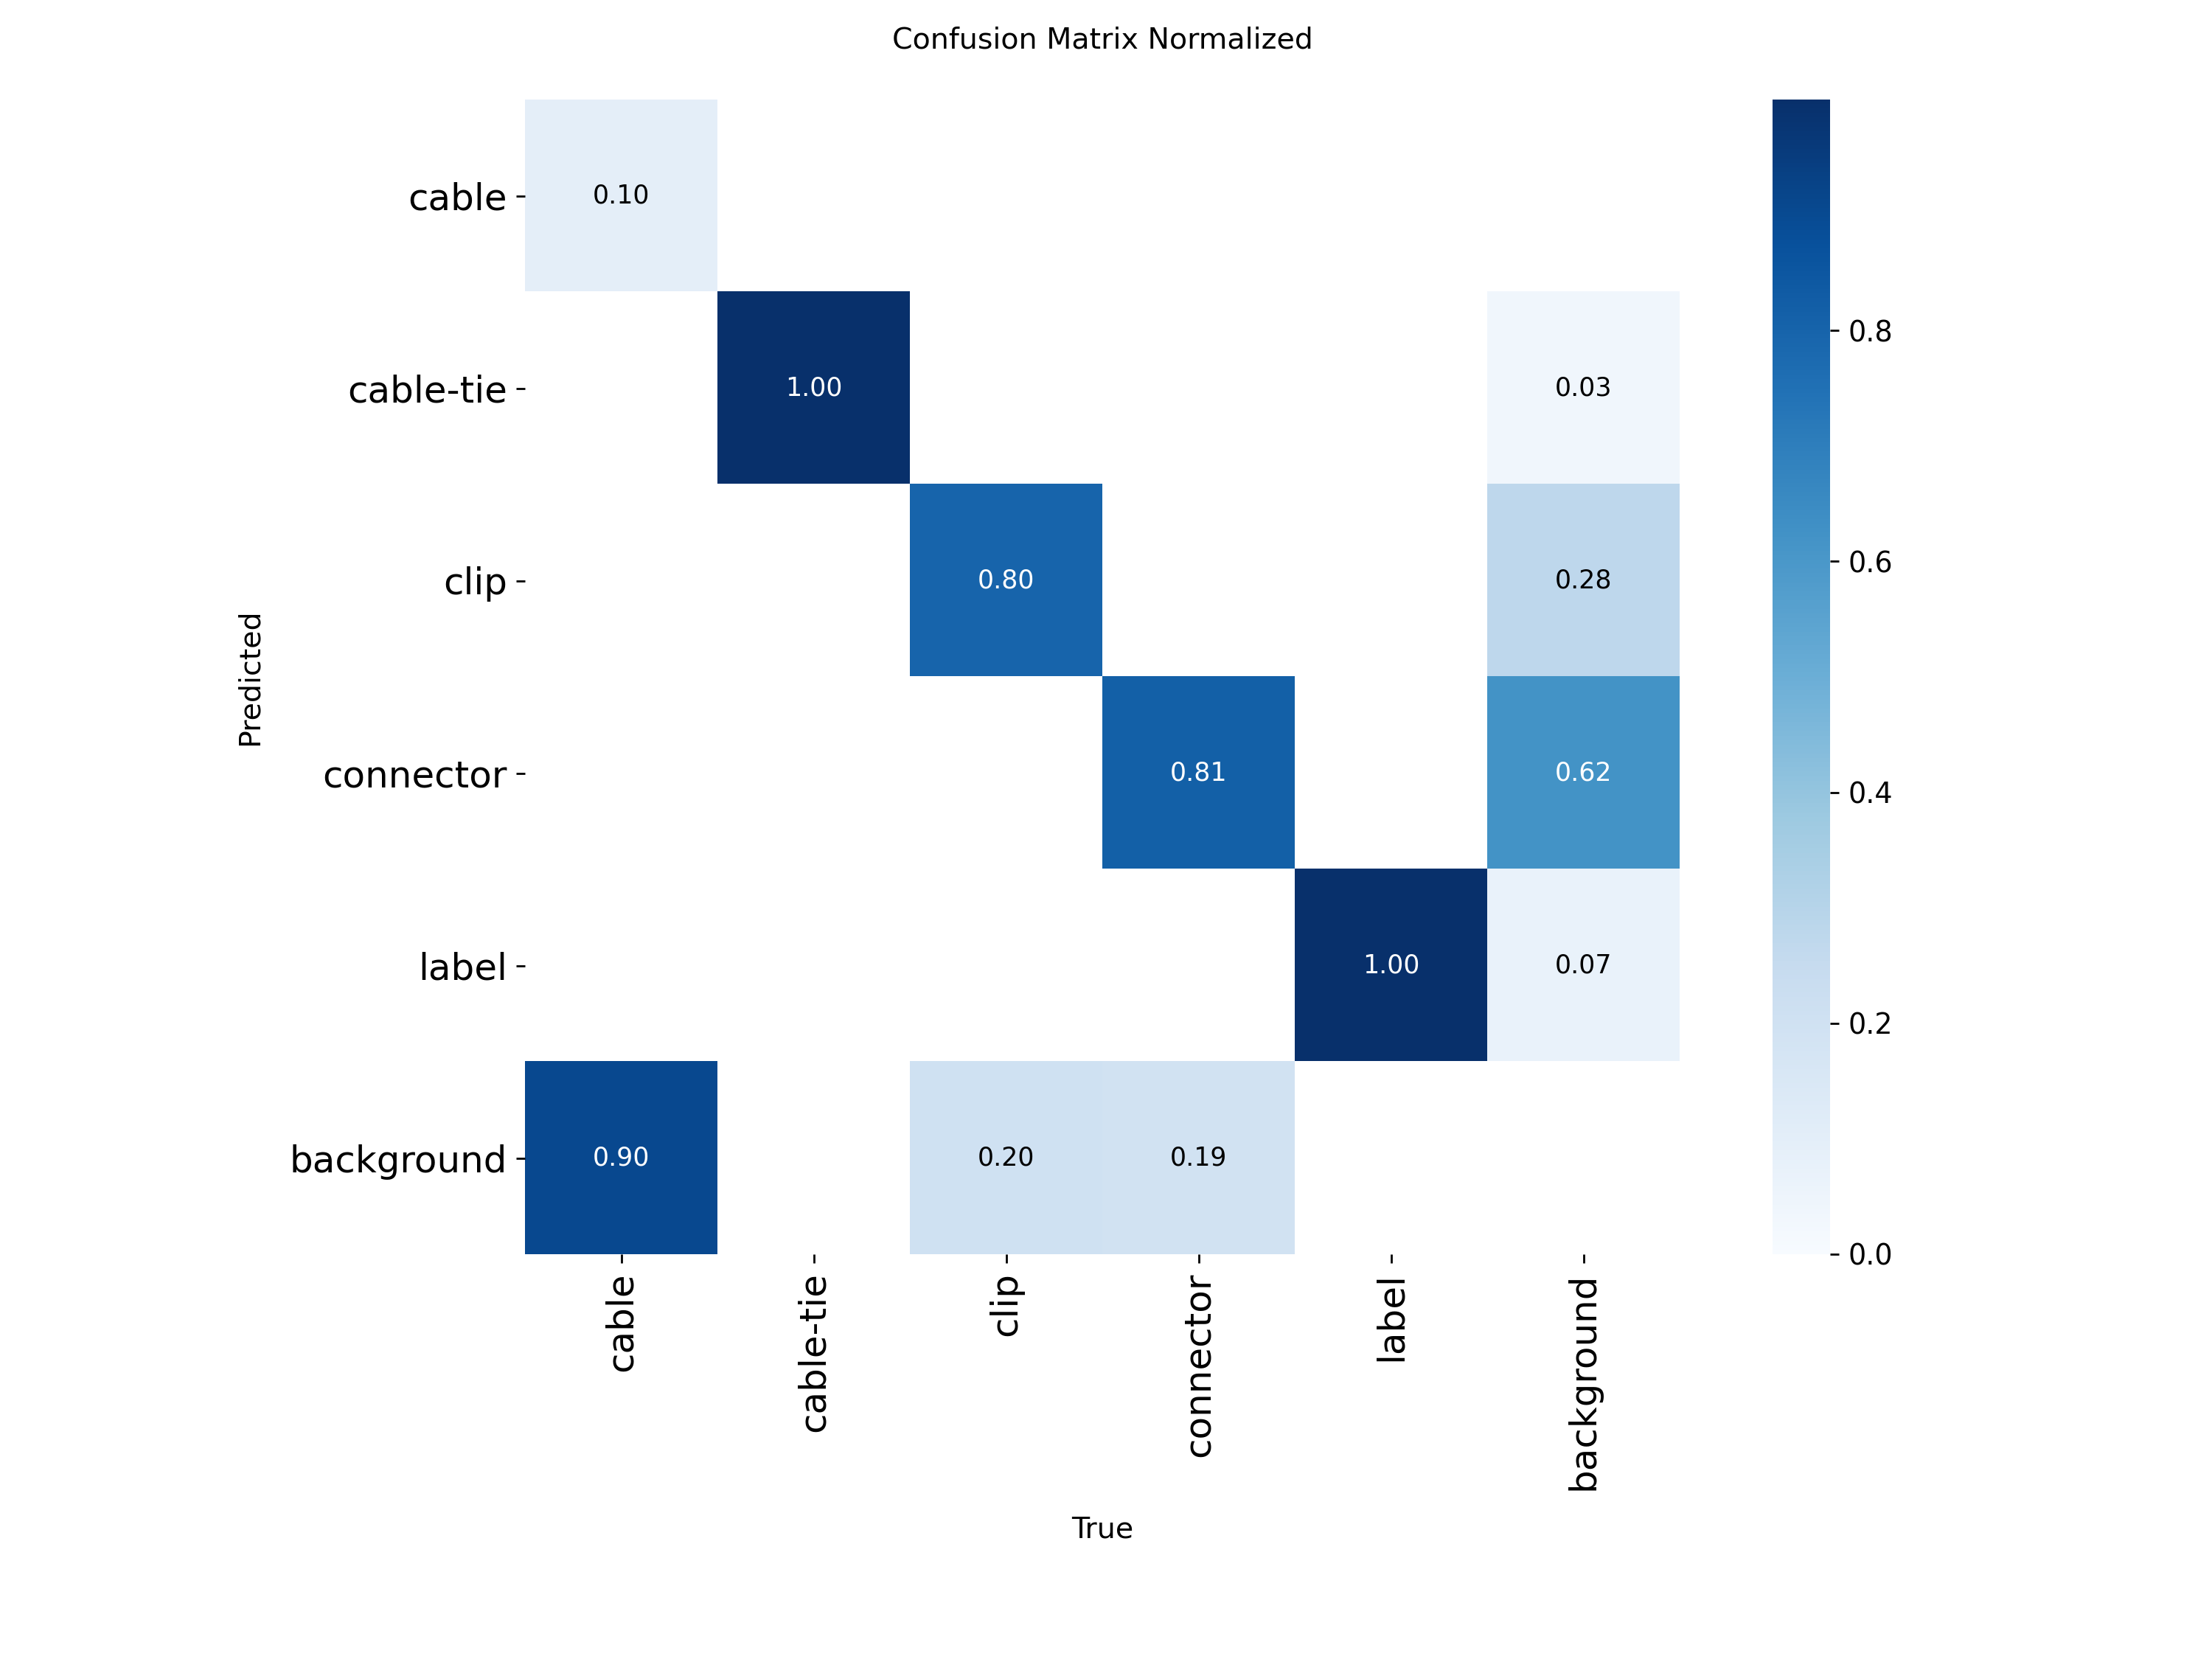 Confusion Matrix Normalized
cable
0.10
cable-tie
1.00
0.03
clip
0.80
0.28
connector
0.81
0.62
label
1.00
0.07
background
0.90
0.20
0.19
Predicted
cable
cable-tie
clip
connector
label
background
True
0.8
0.6
0.4
0.2
0.0